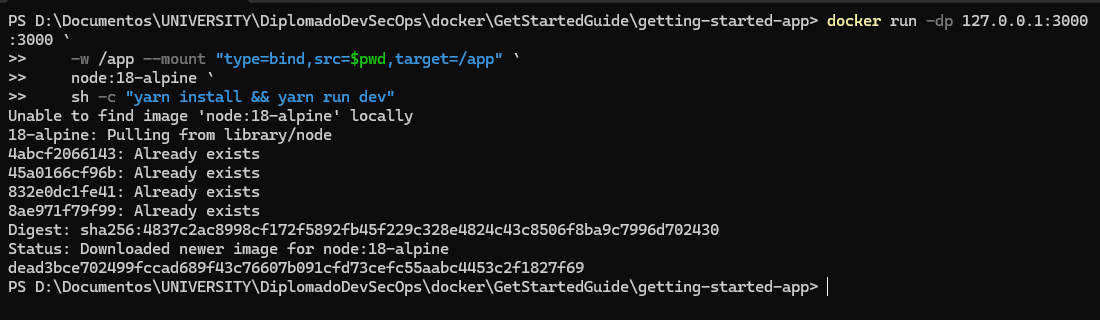 PS D:\Documentos\UNIVERSITY\DiplomadoDevSecOps\docker\GetStartedGuide\getting-started-app> docker run -dp 127.0.0.1:3000
:3000 `
>>     -w /app --mount "type=bind,src=$pwd,target=/app" `
>>     node:18-alpine `
>>     sh -c "yarn install && yarn run dev"
Unable to find image 'node:18-alpine' locally
18-alpine: Pulling from library/node
4abcf2066143: Already exists
45a0166cf96b: Already exists
832e0dc1fe41: Already exists
8ae971f79f99: Already exists
Digest: sha256:4837c2ac8998cf172f5892fb45f229c328e4824c43c8506f8ba9c7996d702430
Status: Downloaded newer image for node:18-alpine
dead3bce702499fccad689f43c76607b091cfd73cefc55aabc4453c2f1827f69
PS D:\Documentos\UNIVERSITY\DiplomadoDevSecOps\docker\GetStartedGuide\getting-started-app>